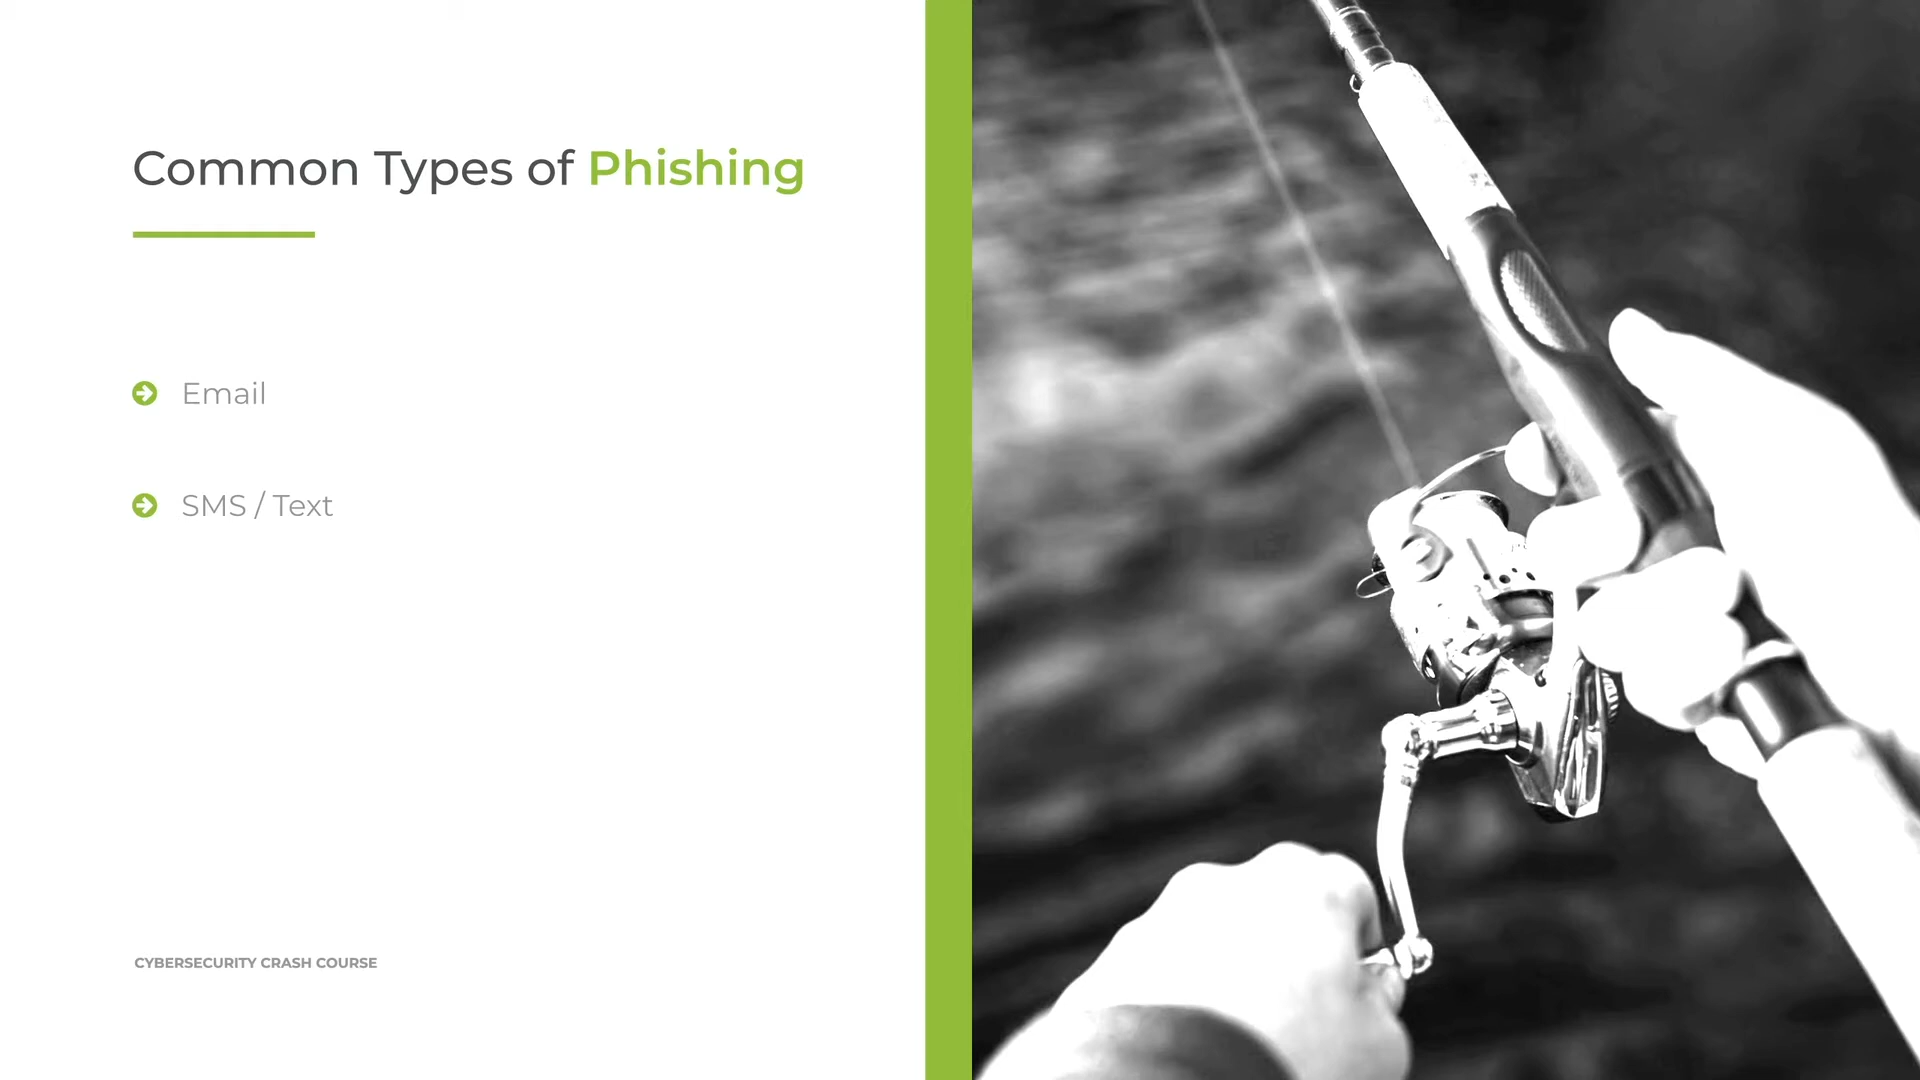 Common Types of Phishing
Email
SMS / Text
CYBERSECURITY CRASH COURSE